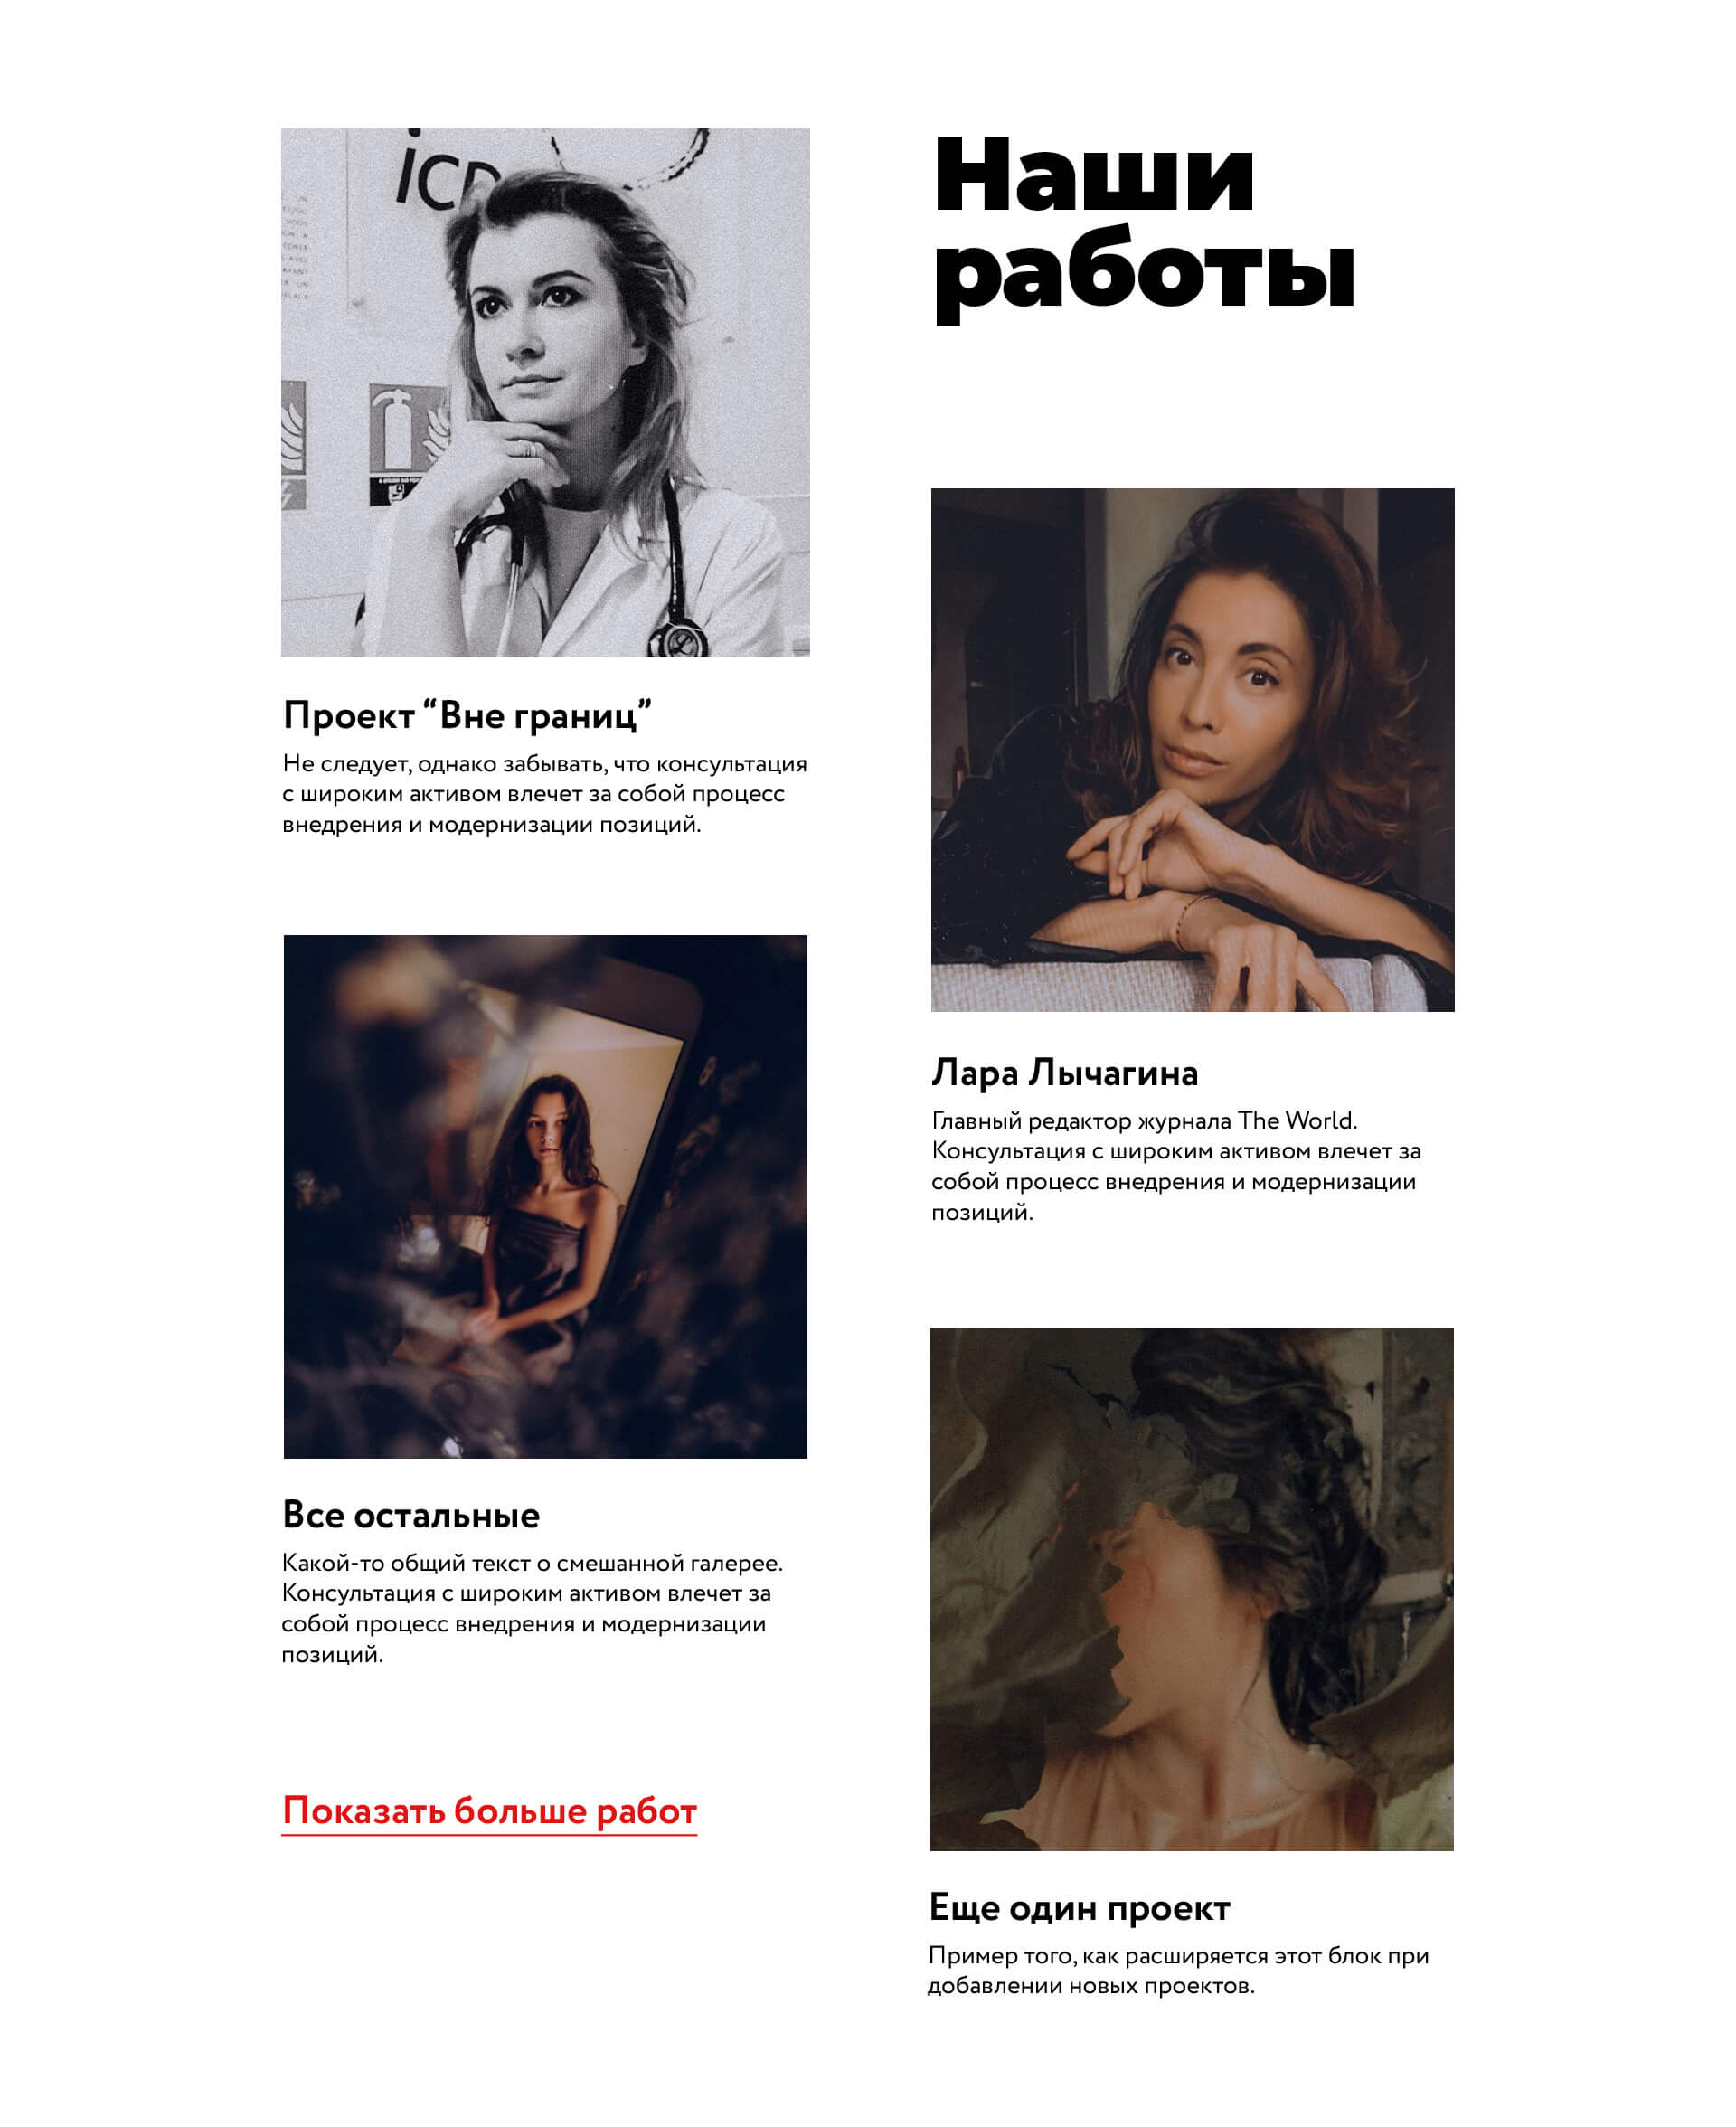 iCR
Наши
работы
Проект “Вне границ”
Не следует, однако забывать, что консультация
с широким активом влечет за собой процесс
внедрения и модернизации позиций.
Лара Лычагина
Главный редактор журнала The World.
Консультация с широким активом влечет за
собой процесс внедрения и модернизации
позиций.
Все остальные
Какой-то общий текст о смешанной галерее.
Консультация с широким активом влечет за
собой процесс внедрения и модернизации
позиций.
Показать больше работ
Еще один проект
Пример того, как расширяется этот блок при
добавлении новых проектов.